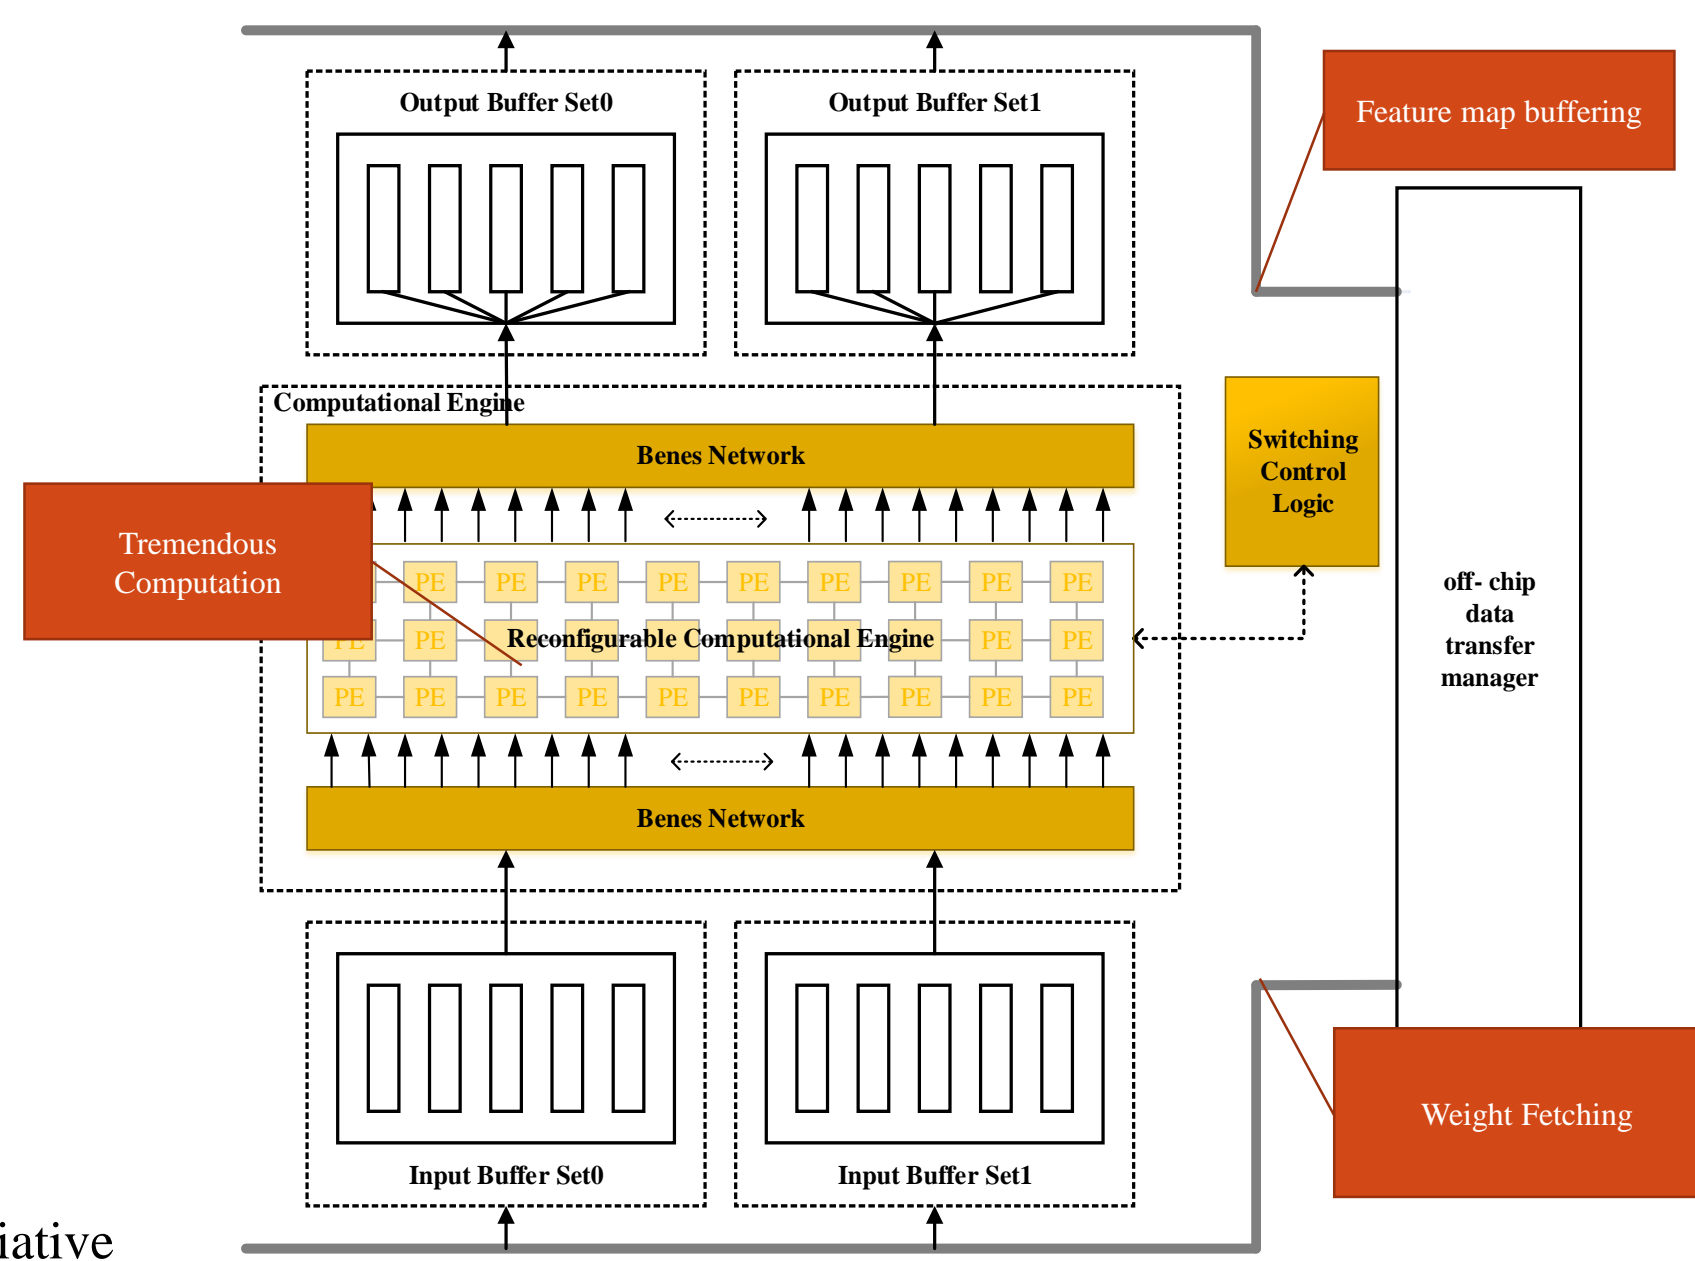 Output Buffer Set0
Output Buffer Set1
Feature map buffering
Computational Engine
Benes Network
Switching
Control
Logic
Tremendous
Computation
off- chip
data
transfer
manager
PE PE PE PE PE PE PE PE PE
PE PE PE
Reconfigurable Computational Engine
PE PE PE PE PE PE PE PE PE PE
Benes Network
Weight Fetching
Input Buffer Set0
Input Buffer Set1
iative